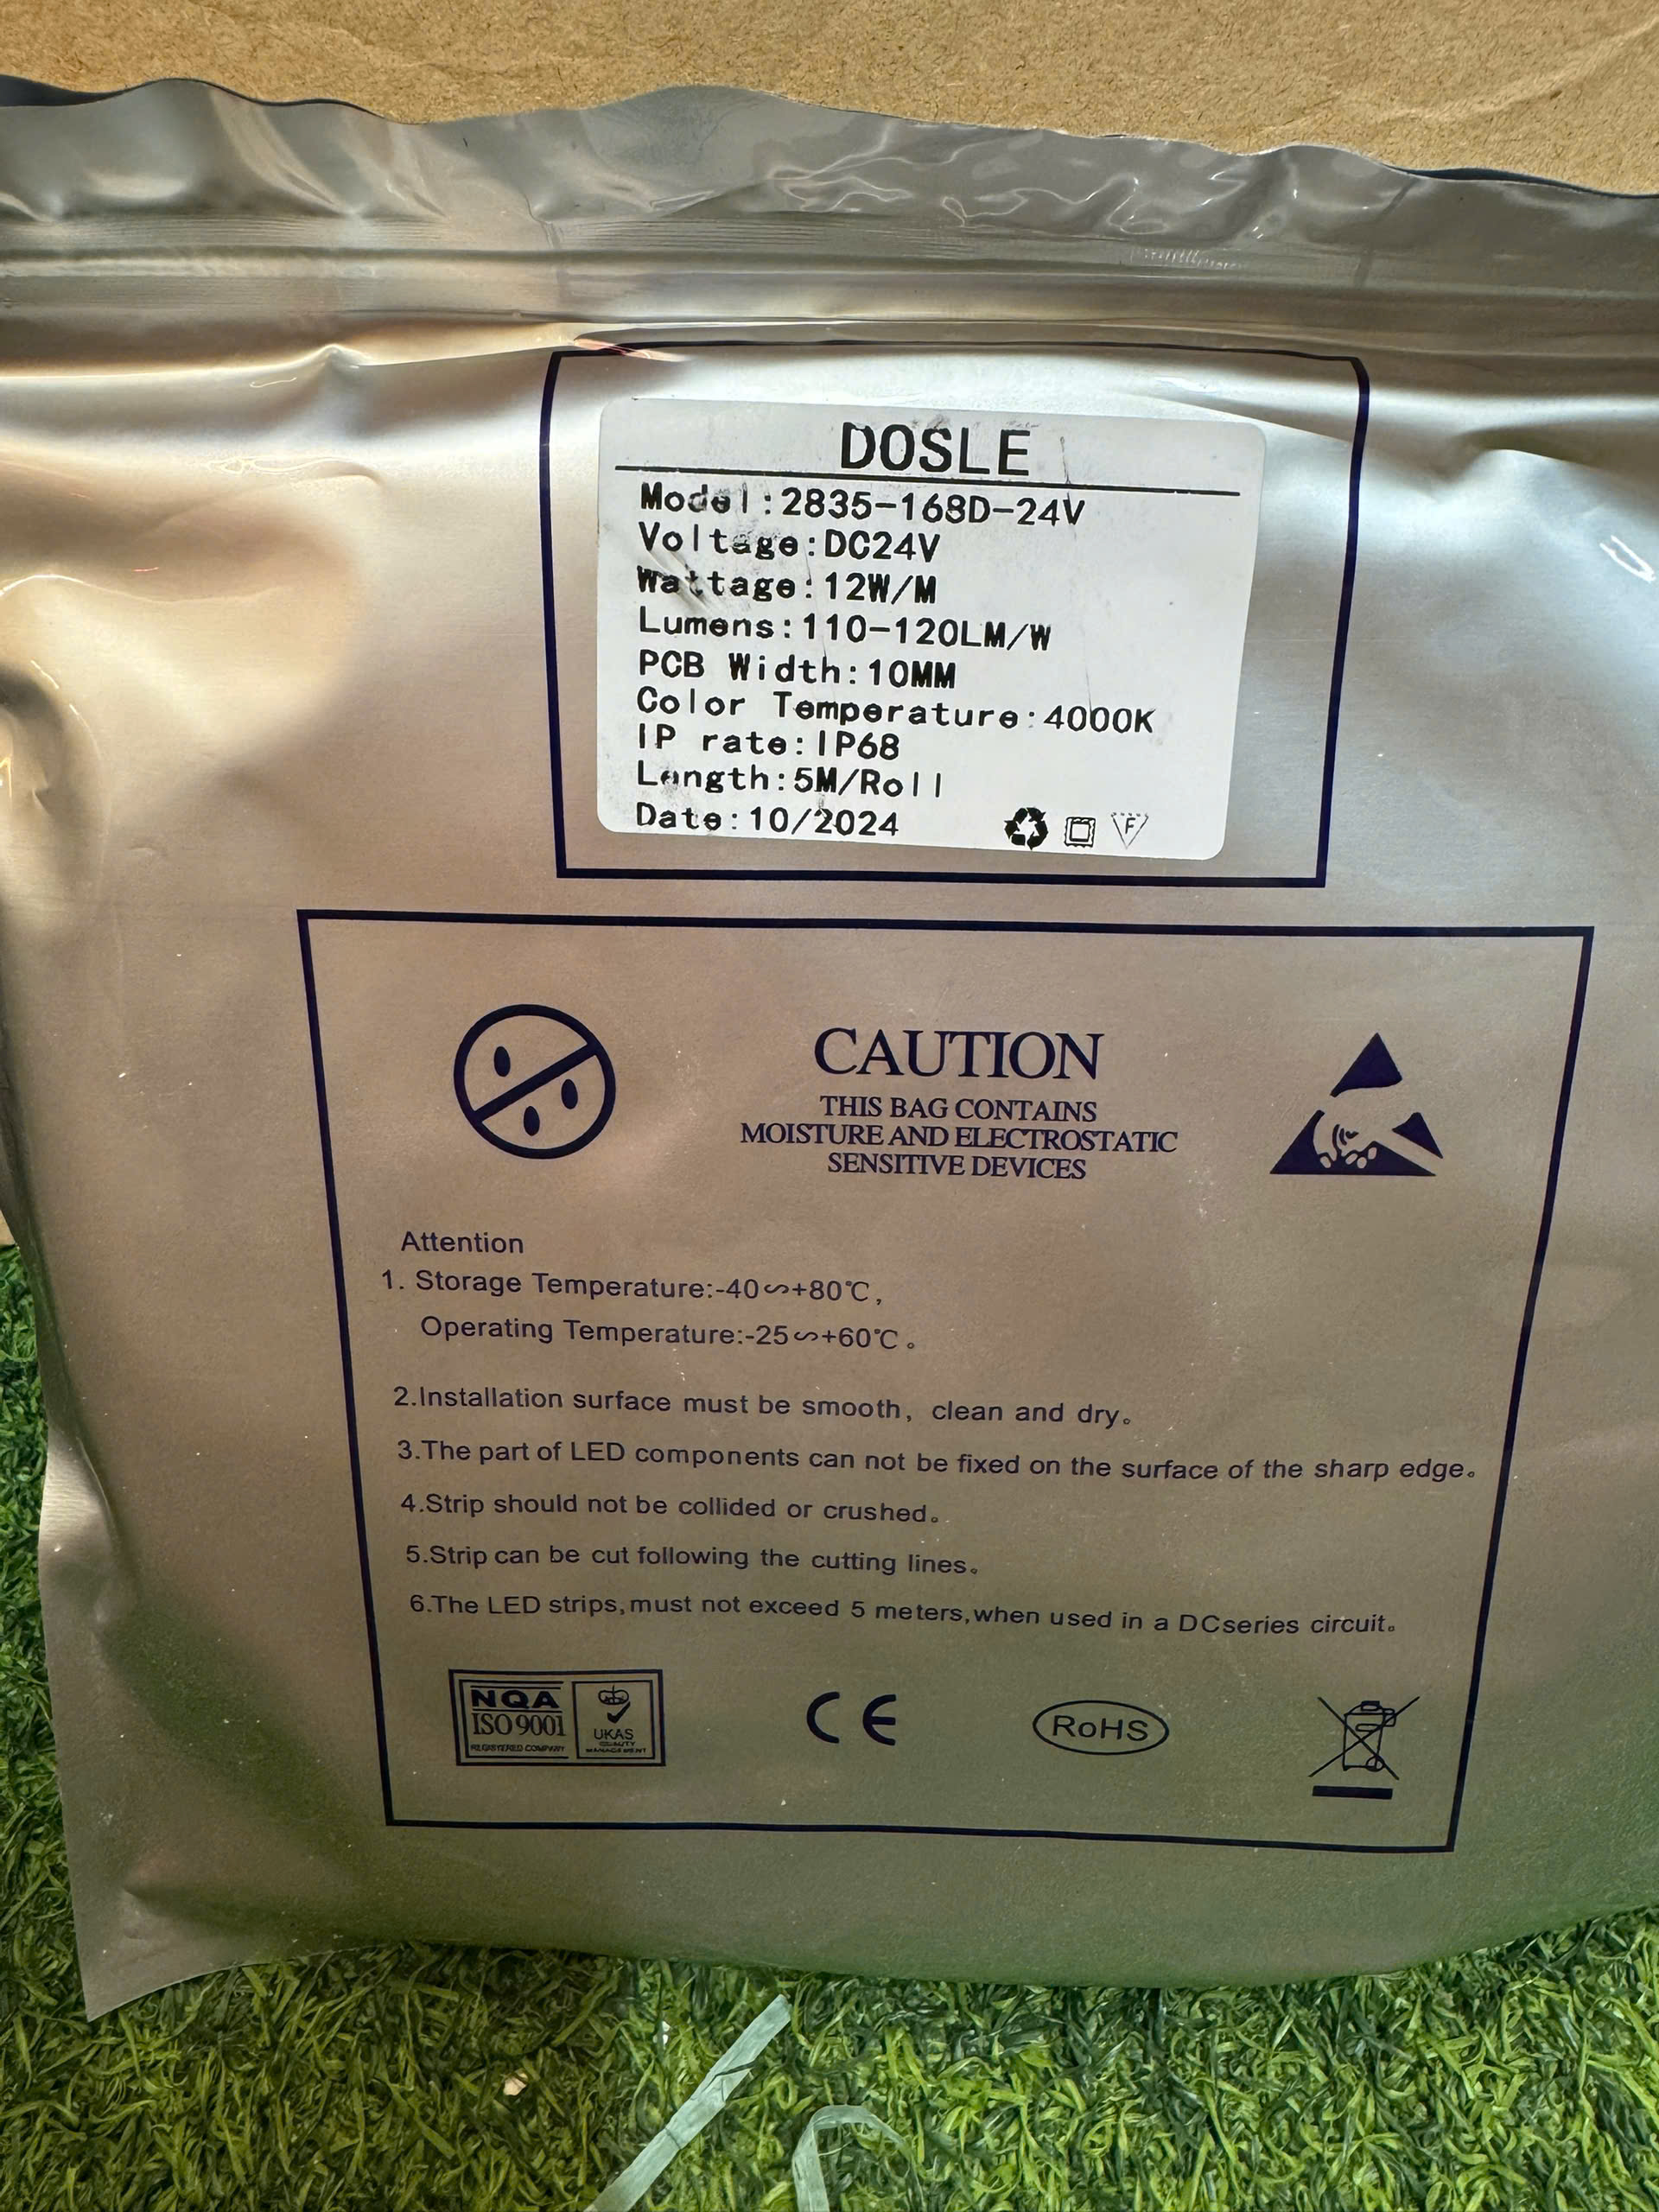 DOSLE
Model:2835-168D-24V
Voltage:DC24V
Wattage:12W/M
Lumens:110-120LM/W
PCB Width:10MM
Color Temperature:4000K
IP rate:IP68
Length:5M/Roll
Date:10/2024
F
CAUTION
THIS BAG CONTAINS
MOISTURE AND ELECTROSTATIC
SENSITIVE DEVICES
Attention
1. Storage Temperature:-40∽+80℃,
Operating Temperature:-25∽+60℃。
2.Installation surface must be smooth, clean and dry。
3.The part of LED components can not be fixed on the surface of the sharp edge。
4.Strip should not be collided or crushed。
5.Strip can be cut following the cutting lines。
6.The LED strips,must not exceed 5 meters,when used in a DCseries circuit。
NQA
ISO 9001
REGISTERED COMPANY
UKAS
QUALITY
MANAGEMENT
CE
RoHS